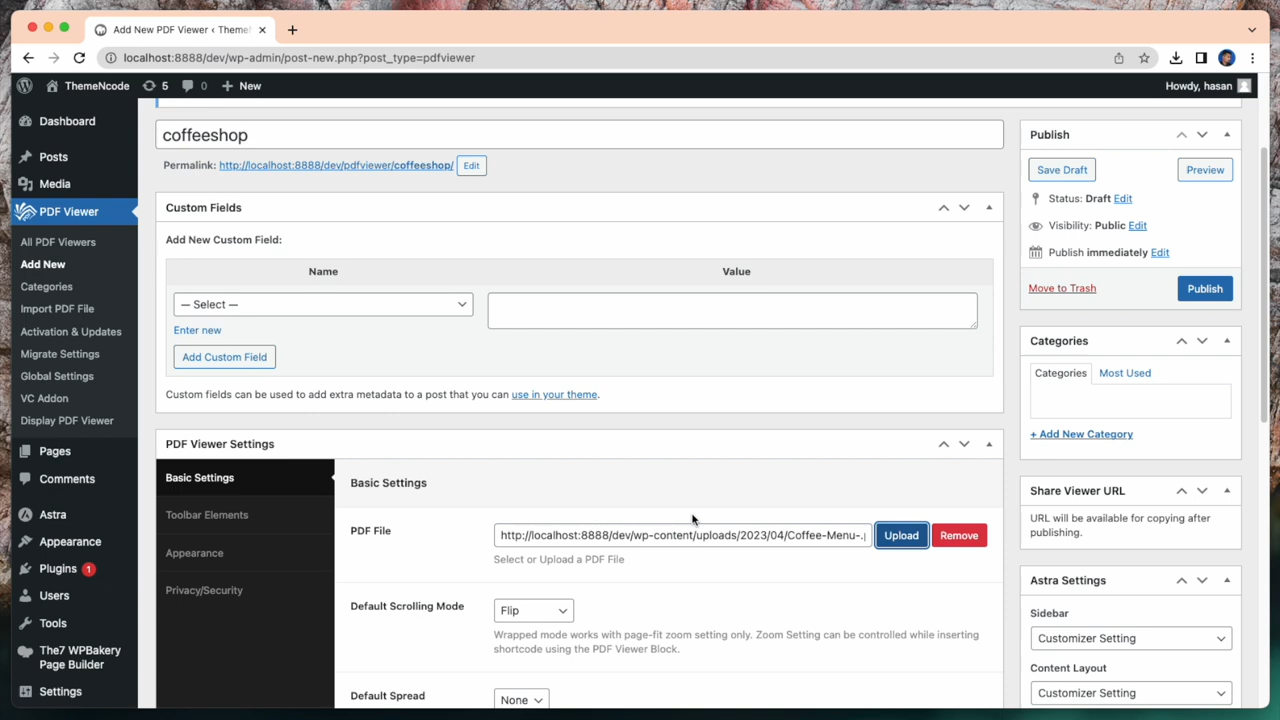 Add New PDF Viewer ‹ Theme
localhost:8888/dev/wp-admin/post-new.php?post_type=pdfviewer
ThemeNcode
5
0
New
Howdy, hasan
Dashboard
Posts
Media
PDF Viewer
All PDF Viewers
Add New
Categories
Import PDF File
Activation & Updates
Migrate Settings
Global Settings
VC Addon
Display PDF Viewer
Pages
Comments
Astra
Appearance
Plugins 1
Users
Tools
The7 WPBakery
Page Builder
Settings
coffeeshop
Permalink: http://localhost:8888/dev/pdfviewer/coffeeshop/ Edit
Custom Fields
Add New Custom Field:
Name
Value
— Select —
Enter new
Add Custom Field
Custom fields can be used to add extra metadata to a post that you can use in your theme.
PDF Viewer Settings
Basic Settings
Toolbar Elements
Appearance
Privacy/Security
Basic Settings
PDF File
http://localhost:8888/dev/wp-content/uploads/2023/04/Coffee-Menu-.
Upload
Remove
Select or Upload a PDF File
Default Scrolling Mode
Flip
Wrapped mode works with page-fit zoom setting only. Zoom Setting can be controlled while inserting
shortcode using the PDF Viewer Block.
Default Spread
None
Publish
Save Draft
Preview
Status: Draft Edit
Visibility: Public Edit
Publish immediately Edit
Move to Trash
Publish
Categories
Categories
Most Used
+ Add New Category
Share Viewer URL
URL will be available for copying after
publishing.
Astra Settings
Sidebar
Customizer Setting
Content Layout
Customizer Setting